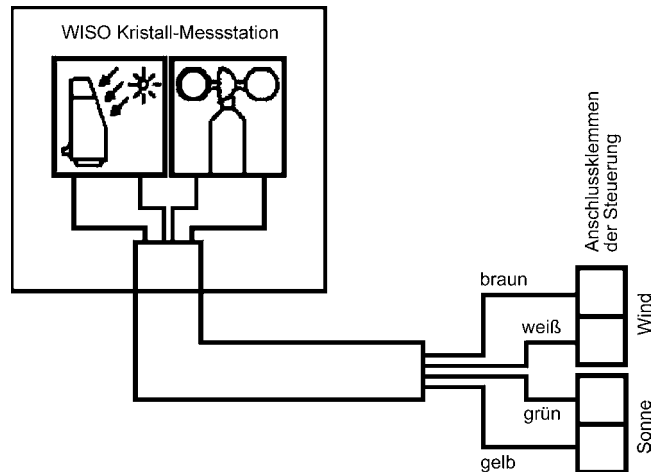 WISO Kristall-Messstation
Anschlussklemmen
der Steuerung
braun
weiß
Wind
grün
gelb
Sonne